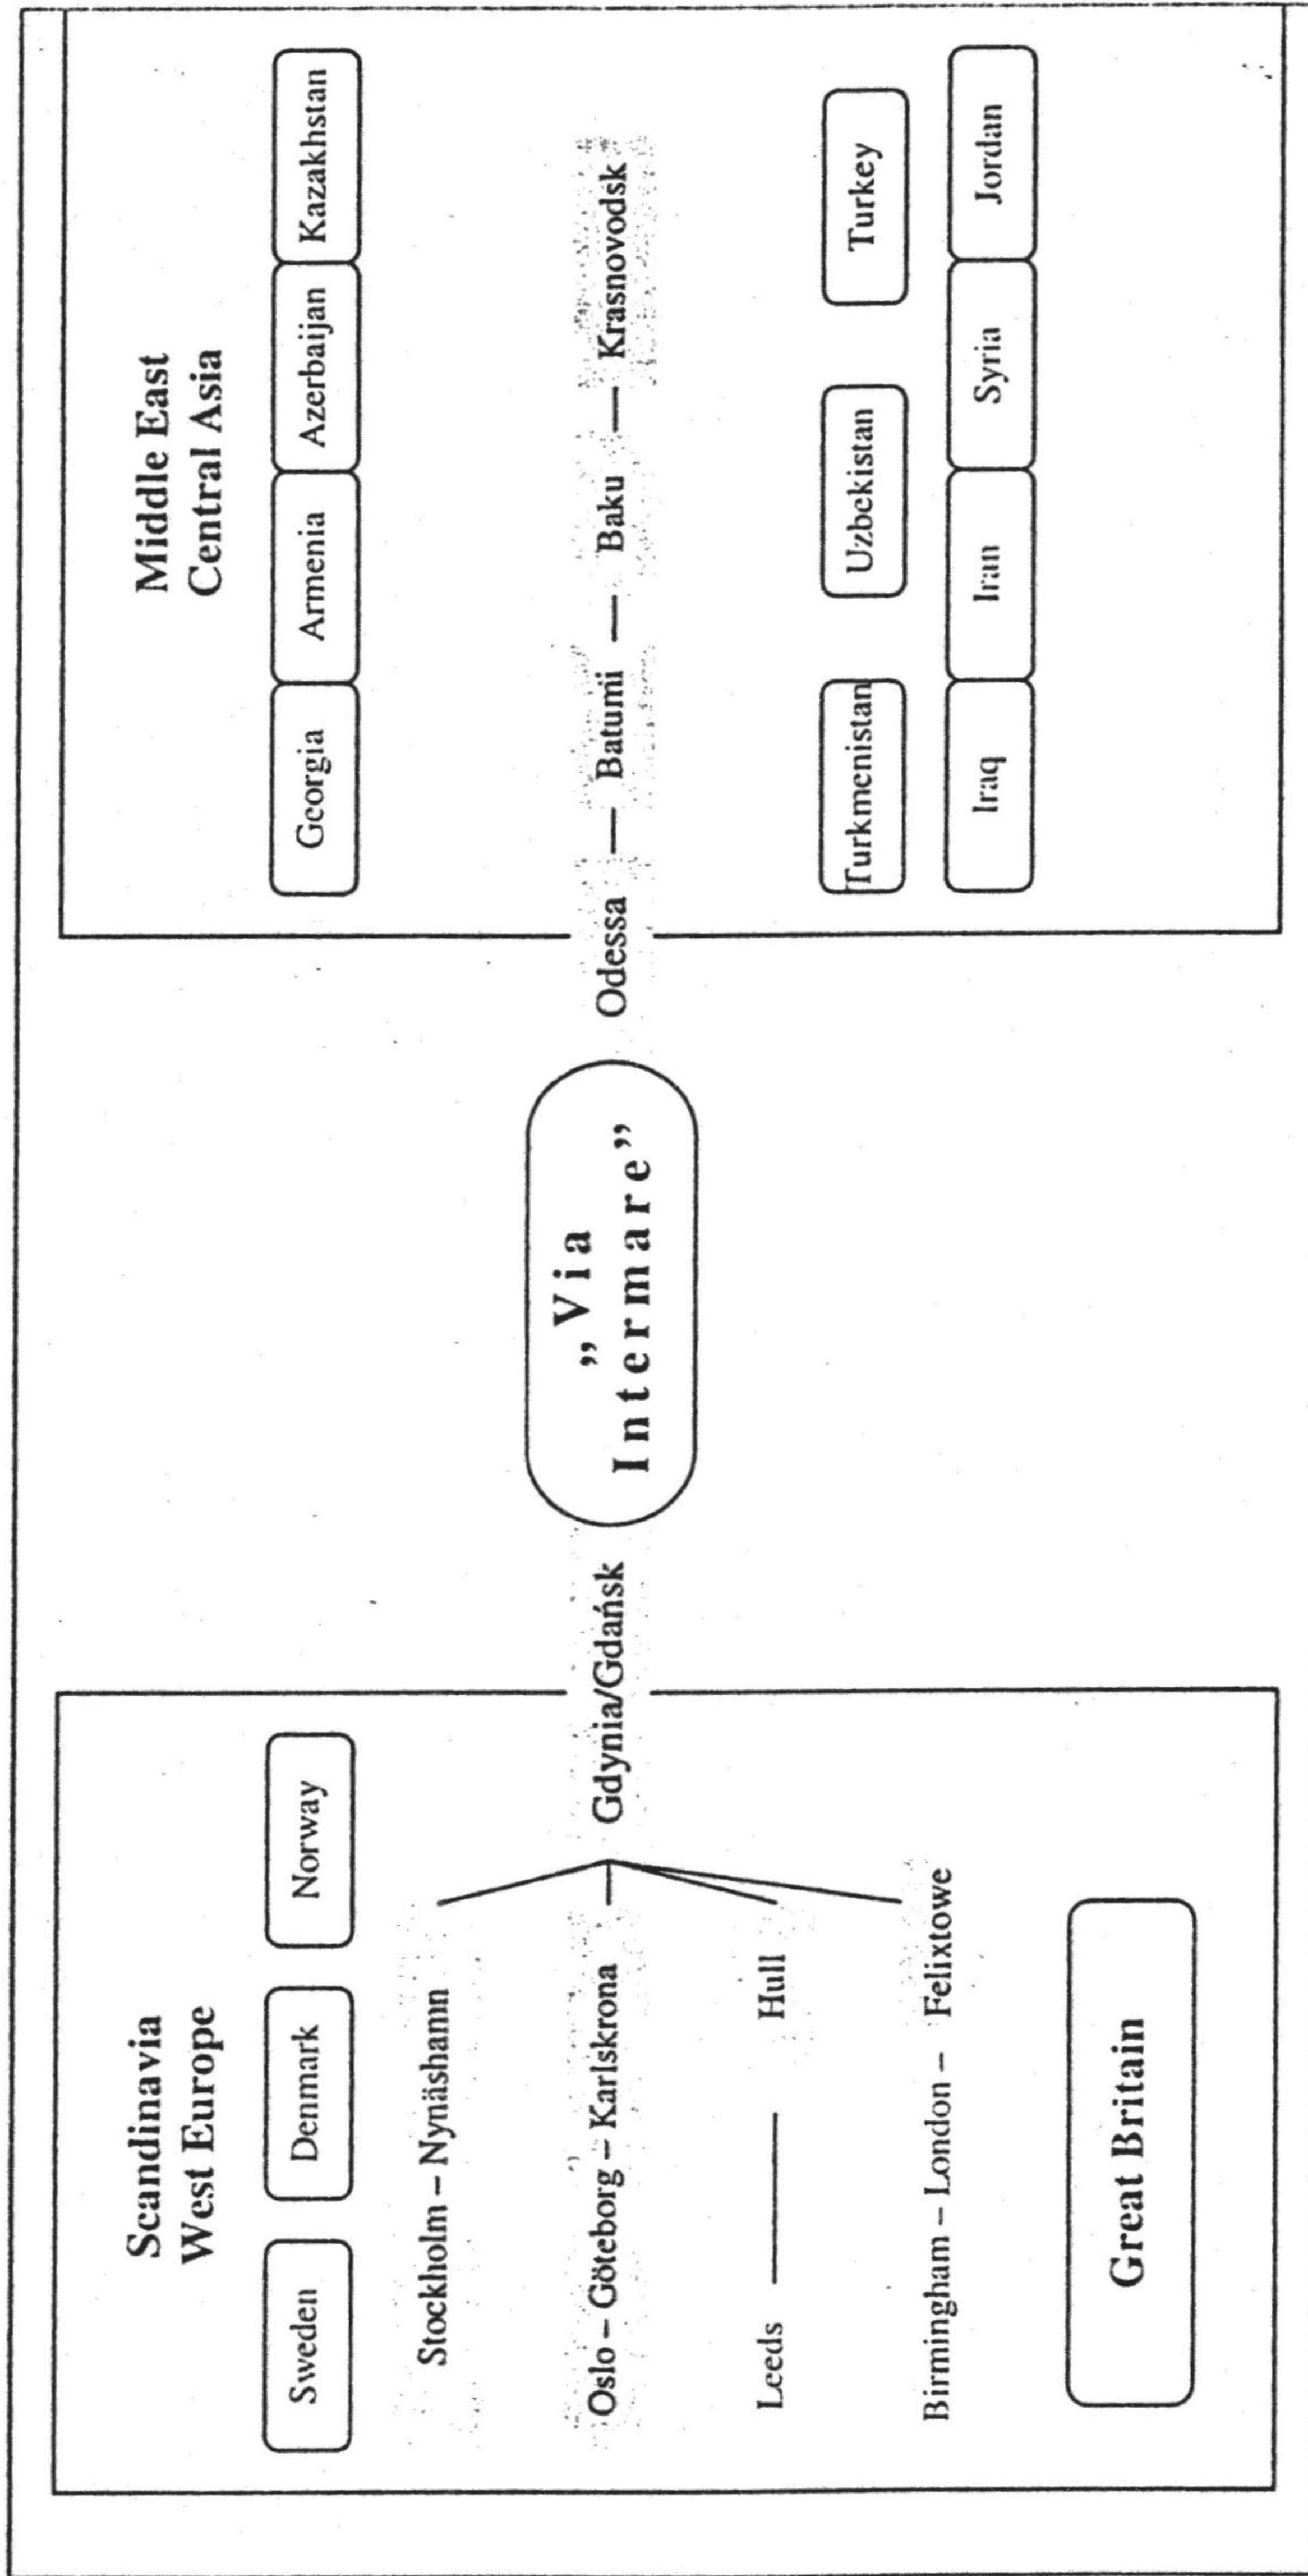 Scandinavia
West Europe
Sweden
Denmark
Norway
Stockholm – Nynäshamn
Oslo – Göteborg – Karlskrona
Leeds — Hull
Birmingham – London – Felixtowe
Great Britain
Gdynia/Gdańsk
„Via
Intermare”
Odessa — Batumi — Baku — Krasnovodsk
Middle East
Central Asia
Georgia
Armenia
Azerbaijan
Kazakhstan
Turkmenistan
Uzbekistan
Turkey
Iraq
Iran
Syria
Jordan